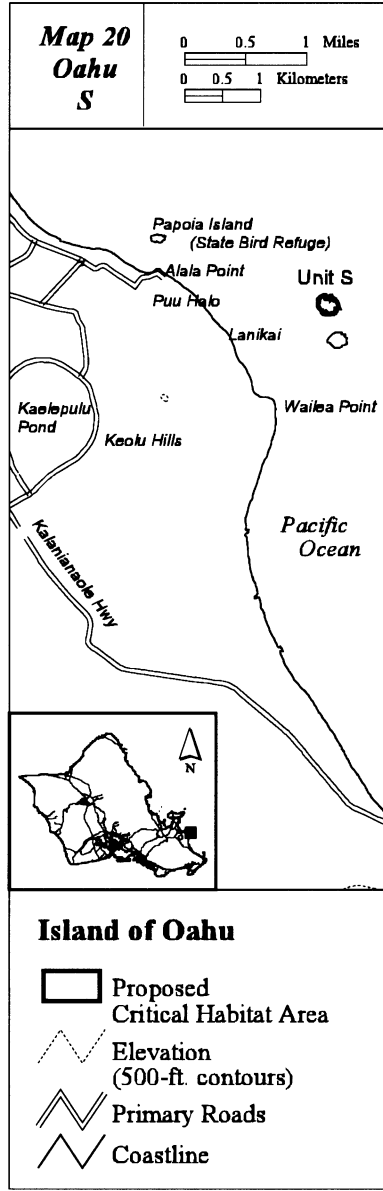 Map 20
Oahu
S
0 0.5 1 Miles
0 0.5 1 Kilometers
Papoia Island
(State Bird Refuge)
Alala Point
Unit S
Puu Halo
Lanikai
Kaelepulu
Pond
Wailea Point
Keolu Hills
Kalanianaole Hwy
Pacific
Ocean
N
Island of Oahu
Proposed
Critical Habitat Area
Elevation
(500-ft. contours)
Primary Roads
Coastline